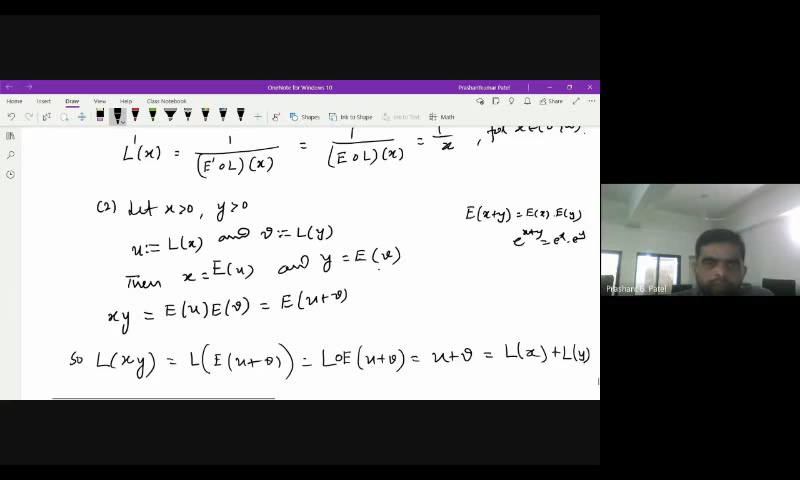 OneNote for Windows 10
Prashantkumar Patel
Home Insert Draw View Help Class Notebook Share
Shapes Ink to Shape Ink to Text Math
L'(x) = 1/(E'∘L)(x) = 1/(E∘L)(x) = 1/x , for
(2) Let x>0, y>0
E(x+y) = E(x).E(y)
u:= L(x) and v:= L(y)
e^{x+y} = e^x.e^y
Then x = E(u) and y = E(v)
xy = E(u)E(v) = E(u+v)
So L(xy) = L(E(u+v)) = L∘E(u+v) = u+v = L(x)+L(y)
Prashant G. Patel